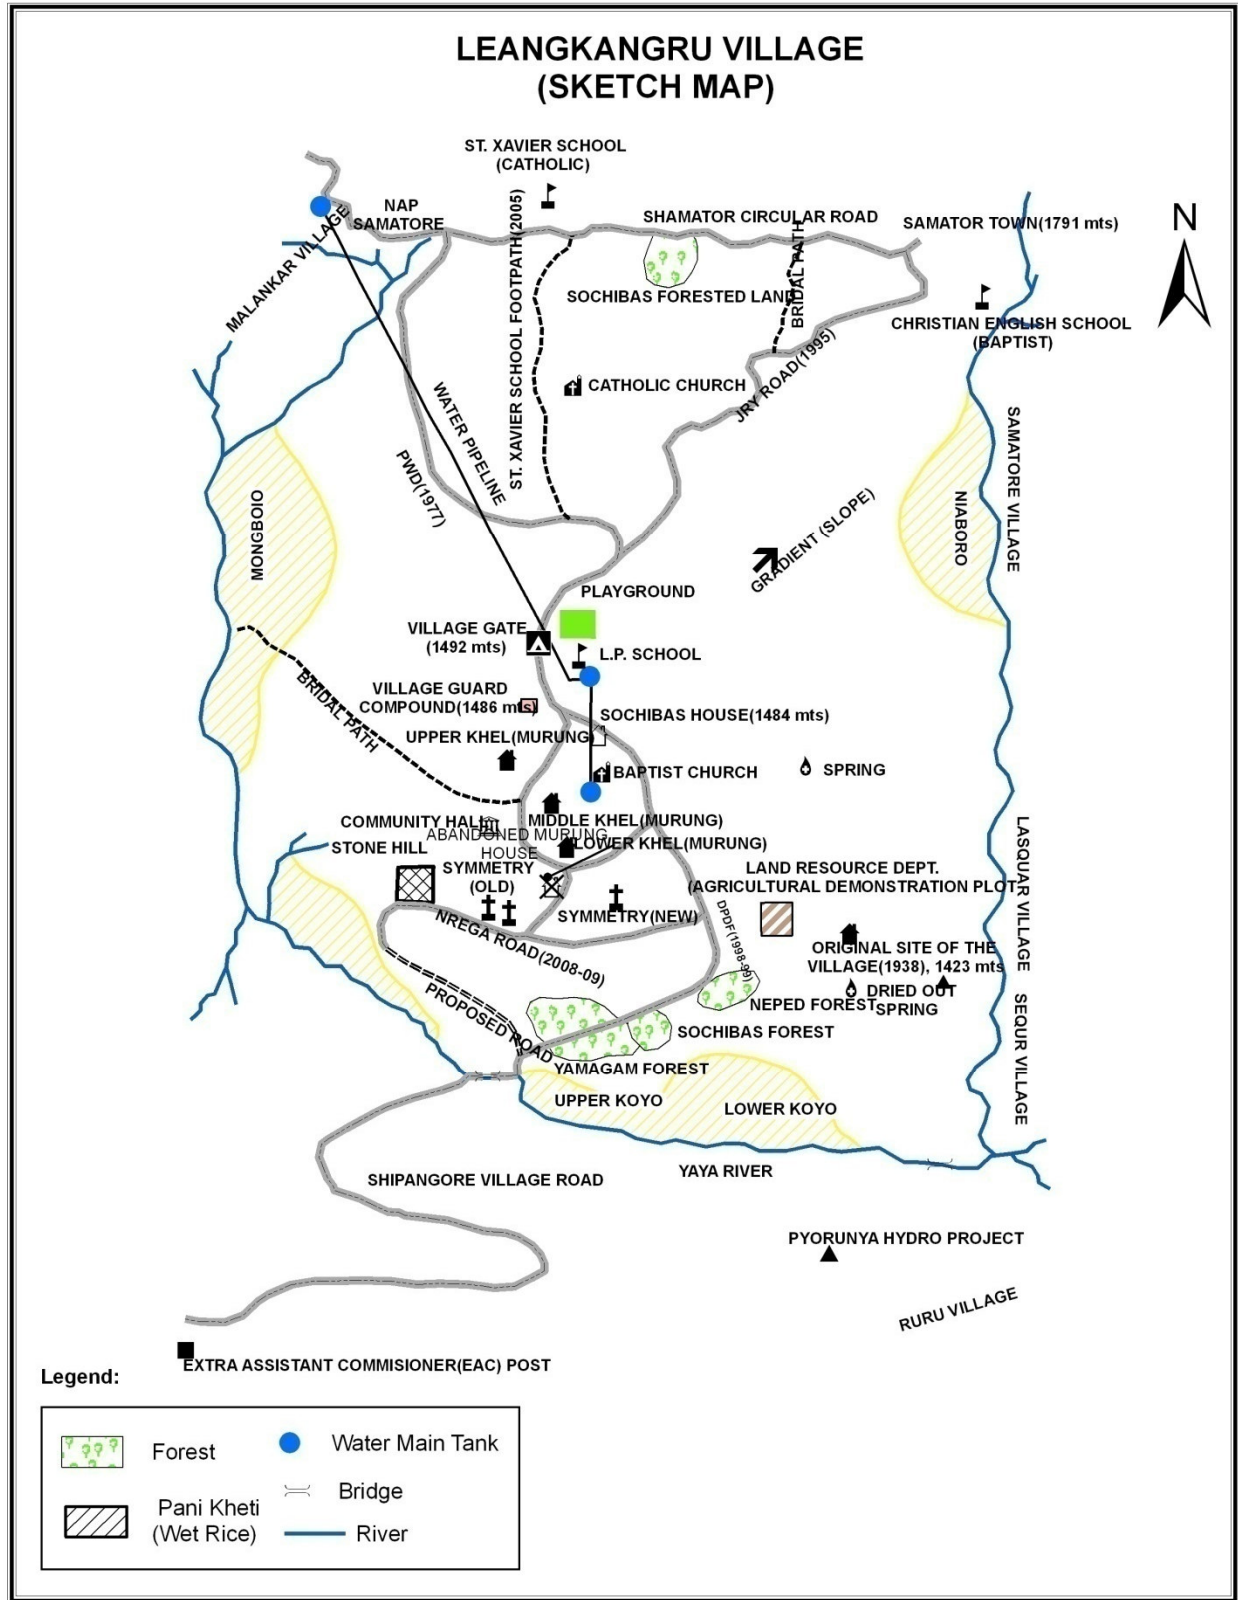 LEANGKANGRU VILLAGE
(SKETCH MAP)
ST. XAVIER SCHOOL
(CATHOLIC)
NAP
SAMATORE
SHAMATOR CIRCULAR ROAD
SAMATOR TOWN(1791 mts)
N
MALANKAR VILLAGE
ST. XAVIER SCHOOL FOOTPATH(2005)
BRIDAL PATH
SOCHIBAS FORESTED LAND
CHRISTIAN ENGLISH SCHOOL
(BAPTIST)
CATHOLIC CHURCH
JRY ROAD(1995)
WATER PIPELINE
PWD(1977)
SAMATORE VILLAGE
MONGBOIO
NIABORO
GRADIENT (SLOPE)
PLAYGROUND
VILLAGE GATE
(1492 mts)
L.P. SCHOOL
BRIDAL PATH
VILLAGE GUARD
COMPOUND(1486 mts)
SOCHIBAS HOUSE(1484 mts)
UPPER KHEL(MURUNG)
BAPTIST CHURCH
SPRING
COMMUNITY HALL
MIDDLE KHEL(MURUNG)
ABANDONED MURUNG
HOUSE
LOWER KHEL(MURUNG)
STONE HILL
SYMMETRY
(OLD)
LAND RESOURCE DEPT.
(AGRICULTURAL DEMONSTRATION PLOT
LASQUAR VILLAGE
SYMMETRY(NEW)
DPDF(1998-99)
NREGA ROAD(2008-09)
ORIGINAL SITE OF THE
VILLAGE(1938), 1423 mts
DRIED OUT
SPRING
NEPED FOREST
PROPOSED ROAD
SOCHIBAS FOREST
SEQUR VILLAGE
YAMAGAM FOREST
UPPER KOYO
LOWER KOYO
YAYA RIVER
SHIPANGORE VILLAGE ROAD
PYORUNYA HYDRO PROJECT
RURU VILLAGE
EXTRA ASSISTANT COMMISIONER(EAC) POST
Legend:
Forest
Water Main Tank
Pani Kheti
(Wet Rice)
Bridge
River